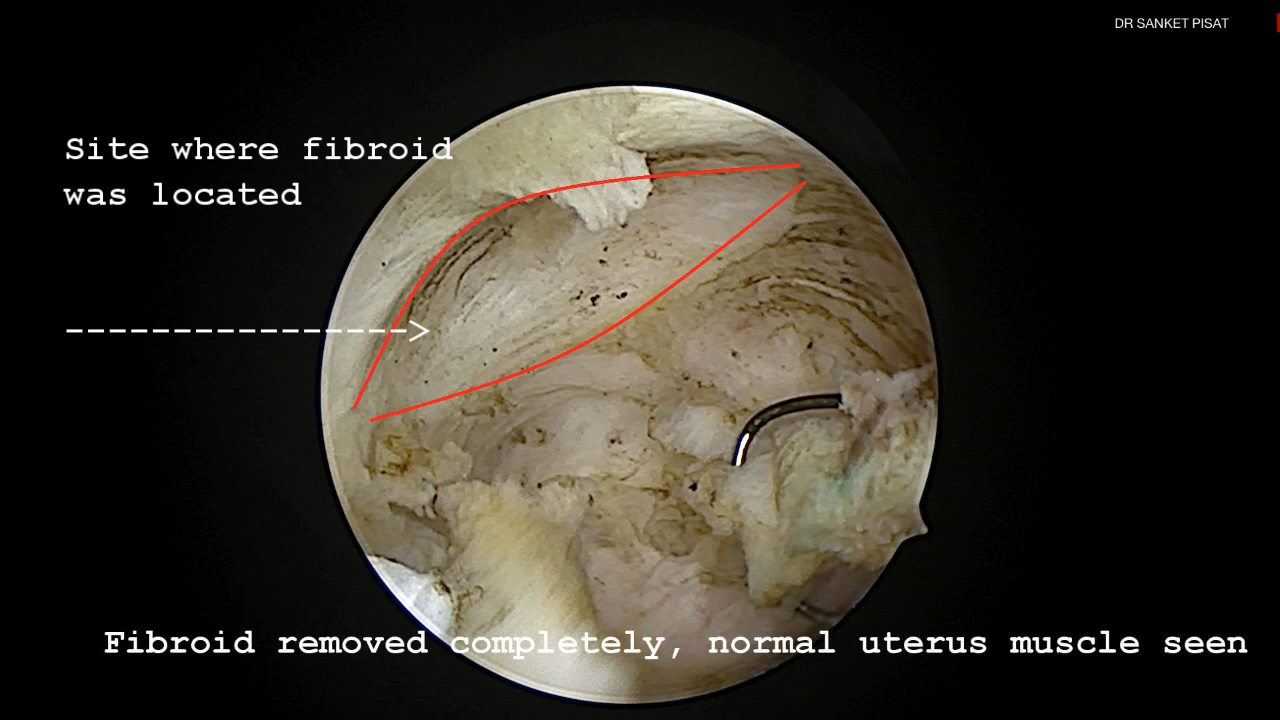 DR SANKET PISAT
Site where fibroid
was located
Fibroid removed completely, normal uterus muscle seen